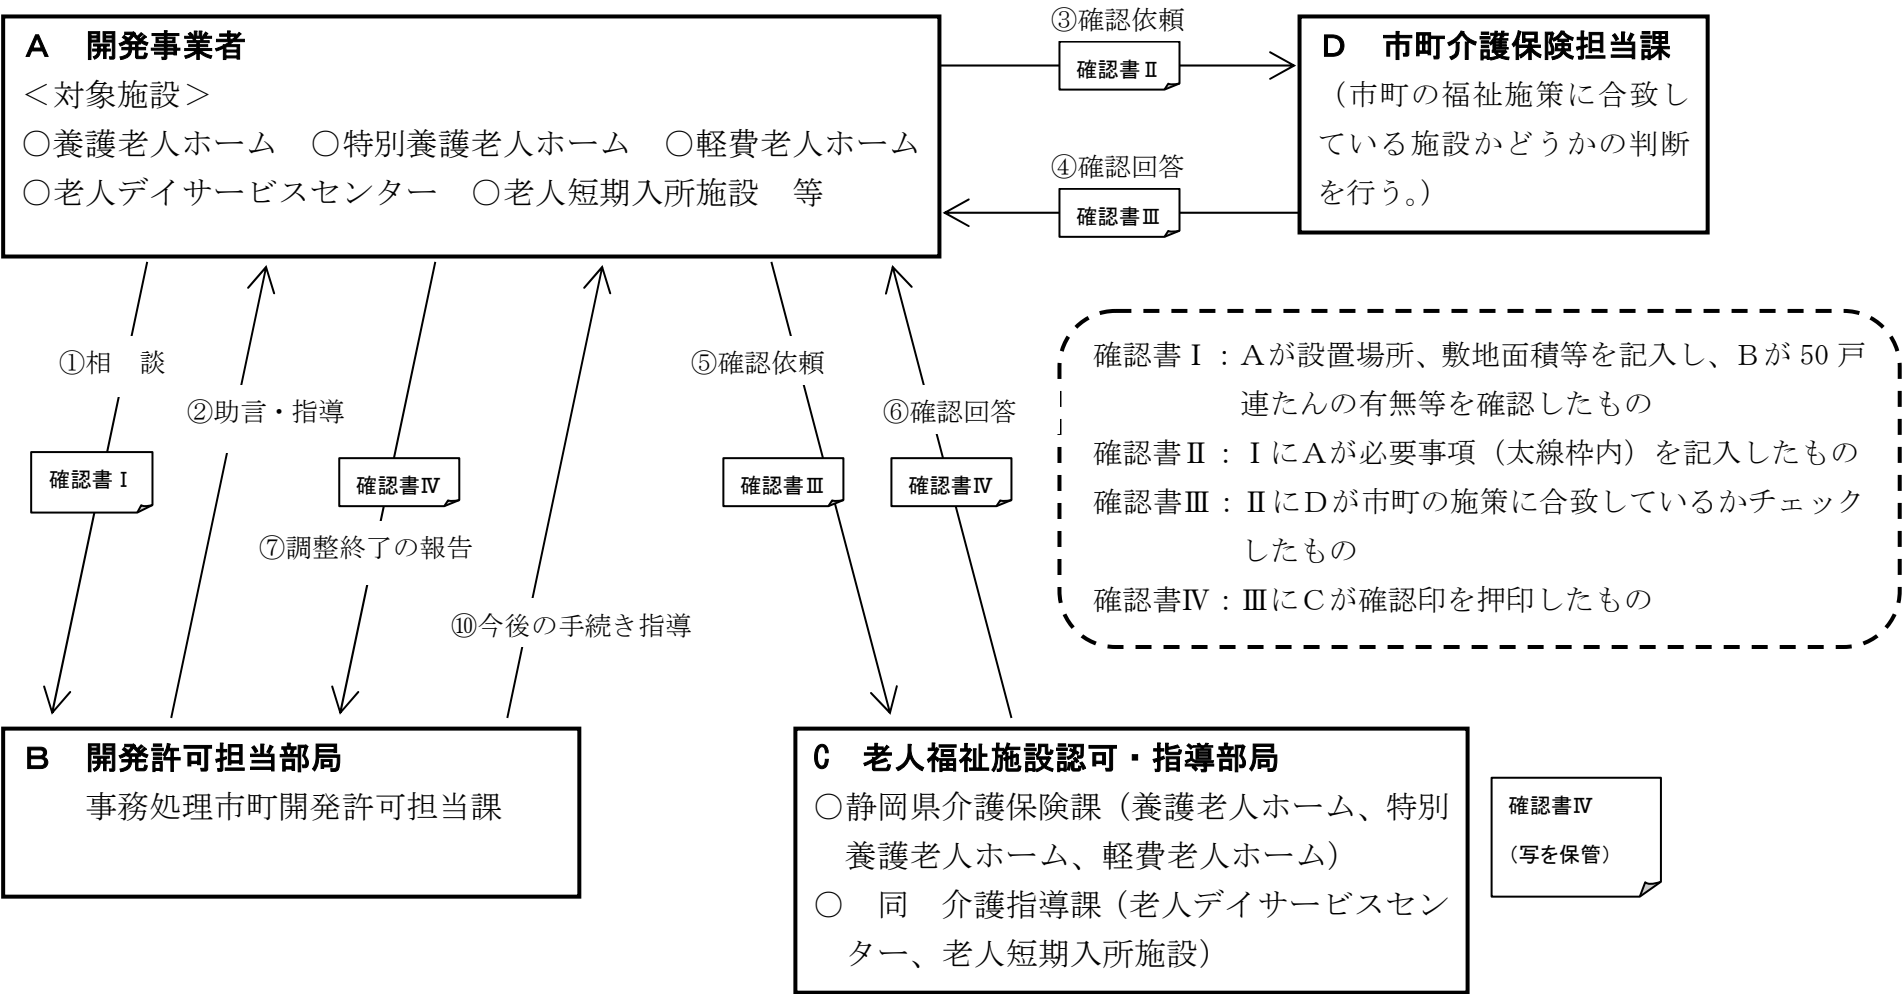 A 開発事業者
＜対象施設＞
○養護老人ホーム ○特別養護老人ホーム ○軽費老人ホーム
○老人デイサービスセンター ○老人短期入所施設 等
③確認依頼
確認書Ⅱ
④確認回答
確認書Ⅲ
D 市町介護保険担当課
（市町の福祉施策に合致し
ている施設かどうかの判断
を行う。）
①相 談
確認書Ⅰ
②助言・指導
確認書Ⅳ
⑦調整終了の報告
⑩今後の手続き指導
⑤確認依頼
確認書Ⅲ
⑥確認回答
確認書Ⅳ
確認書Ⅰ：Aが設置場所、敷地面積等を記入し、Bが 50 戸
連たんの有無等を確認したもの
確認書Ⅱ：ⅠにAが必要事項（太線枠内）を記入したもの
確認書Ⅲ：ⅡにDが市町の施策に合致しているかチェック
したもの
確認書Ⅳ：ⅢにCが確認印を押印したもの
B 開発許可担当部局
事務処理市町開発許可担当課
C 老人福祉施設認可・指導部局
○静岡県介護保険課（養護老人ホーム、特別
養護老人ホーム、軽費老人ホーム）
○ 同 介護指導課（老人デイサービスセン
ター、老人短期入所施設）
確認書Ⅳ
（写を保管）